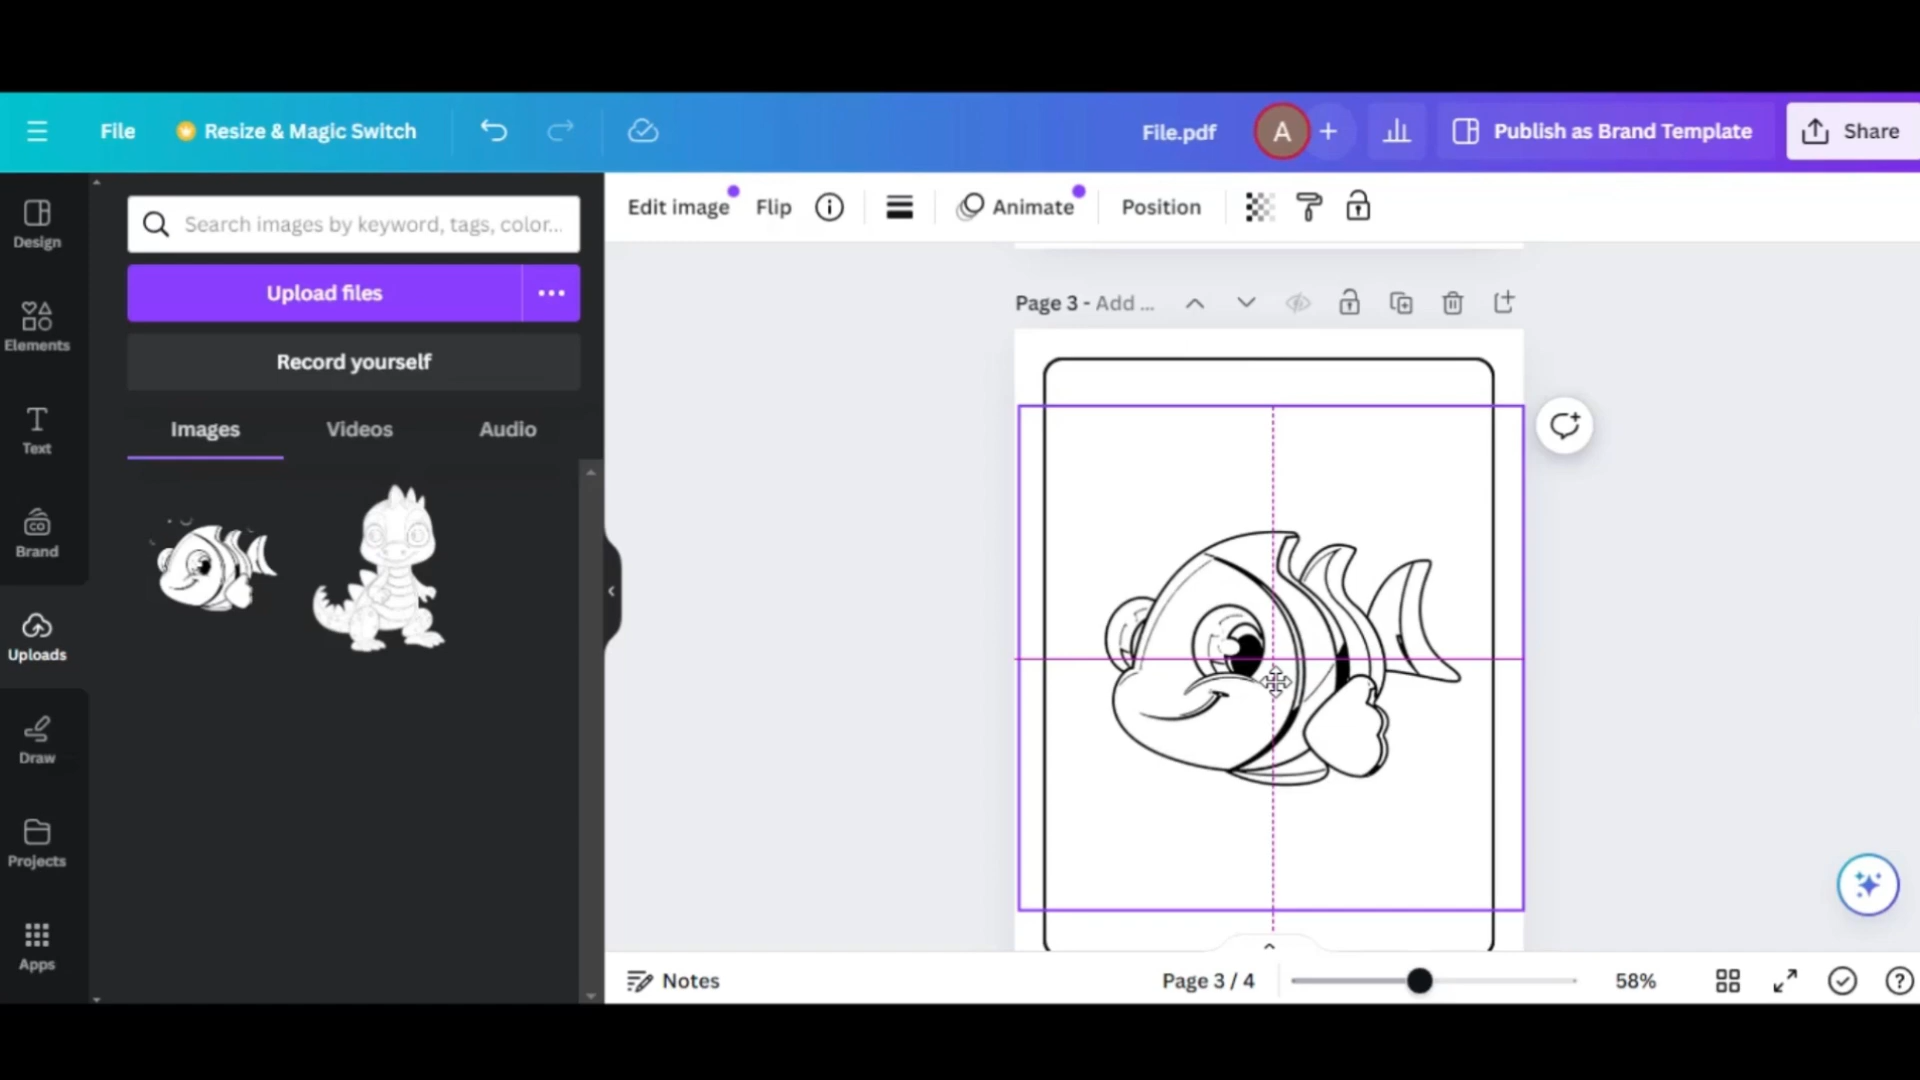 File
Resize & Magic Switch
File.pdf
A
Publish as Brand Template
Share
Design
Elements
Text
Brand
CO
Uploads
Draw
Projects
Apps
Search images by keyword, tags, color...
Upload files
Record yourself
Images
Videos
Audio
Edit image
Flip
Animate
Position
Page 3 - Add ...
Notes
Page 3 / 4
58%